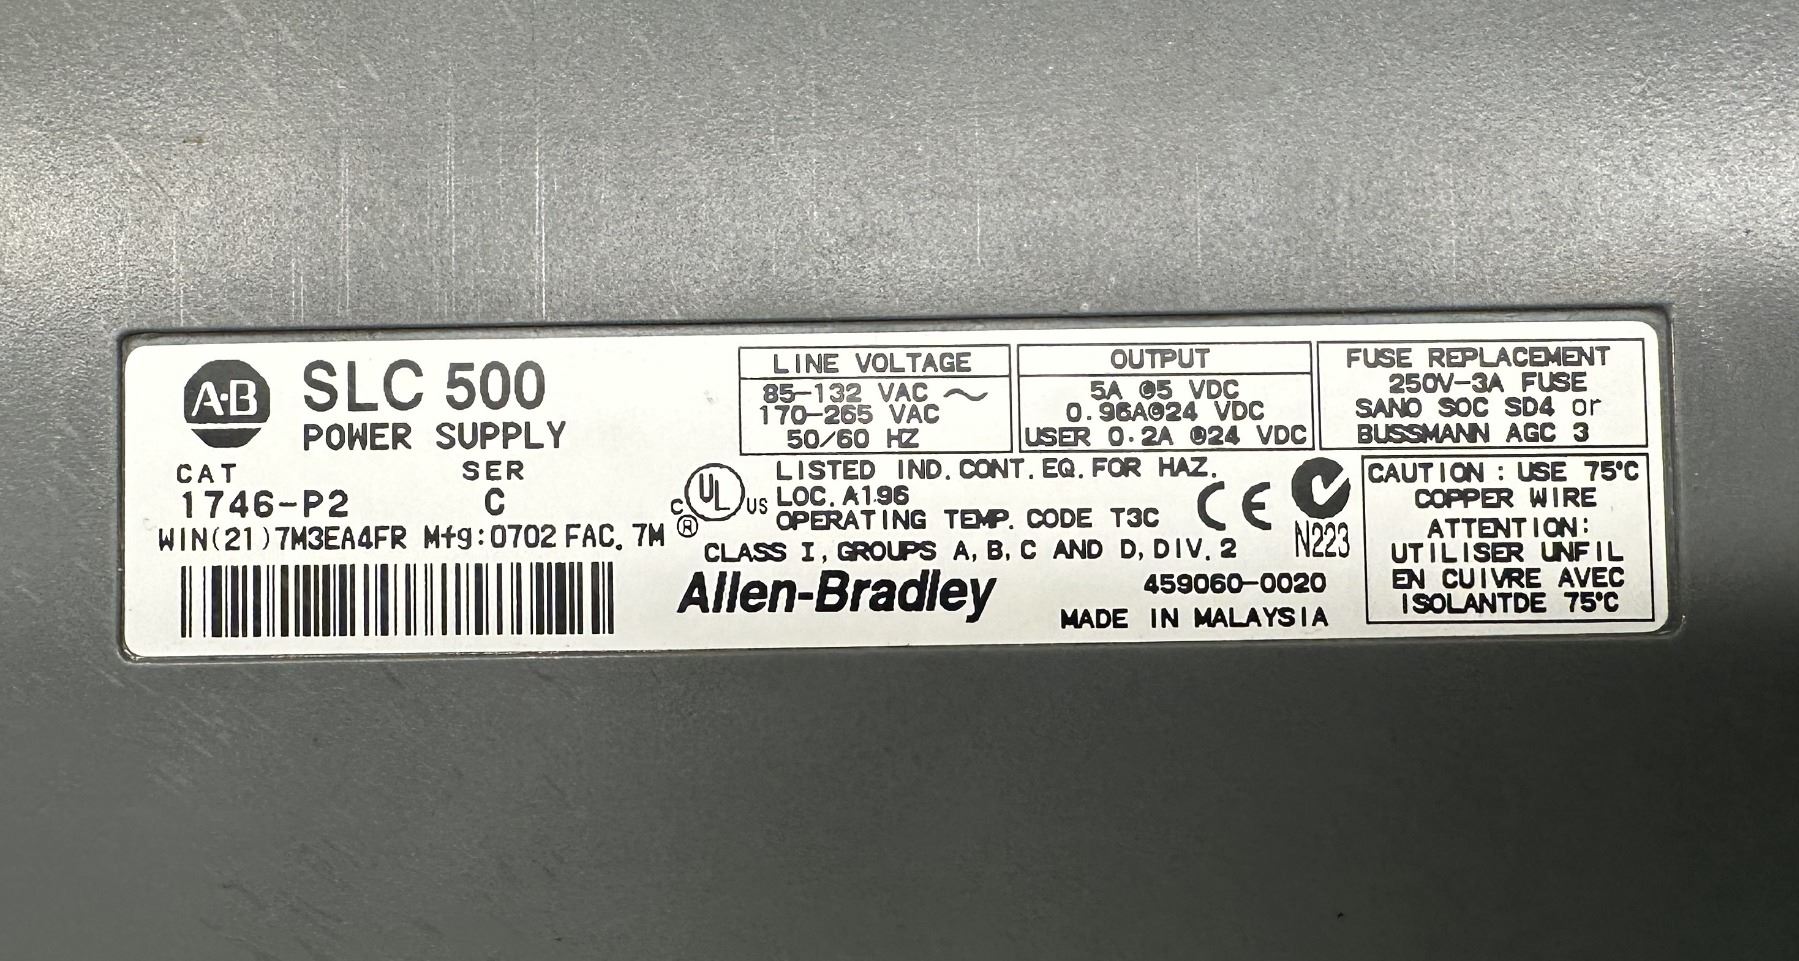 A·B
SLC 500
POWER SUPPLY
CAT SER
1746-P2 C
WIN(21)7M3EA4FR Mfg:0702 FAC. 7M
LINE VOLTAGE
85-132 VAC ~
170-265 VAC
50/60 HZ
OUTPUT
5A @5 VDC
0.96A@24 VDC
USER 0.2A @24 VDC
FUSE REPLACEMENT
250V-3A FUSE
SANO SOC SD4 or
BUSSMANN AGC 3
C UL US ®
LISTED IND. CONT. EQ. FOR HAZ.
LOC. A196
OPERATING TEMP. CODE T3C
CLASS I, GROUPS A, B, C AND D, DIV. 2
CE
N223
Allen-Bradley
459060-0020
MADE IN MALAYSIA
CAUTION : USE 75°C
COPPER WIRE
ATTENTION:
UTILISER UNFIL
EN CUIVRE AVEC
ISOLANTDE 75°C